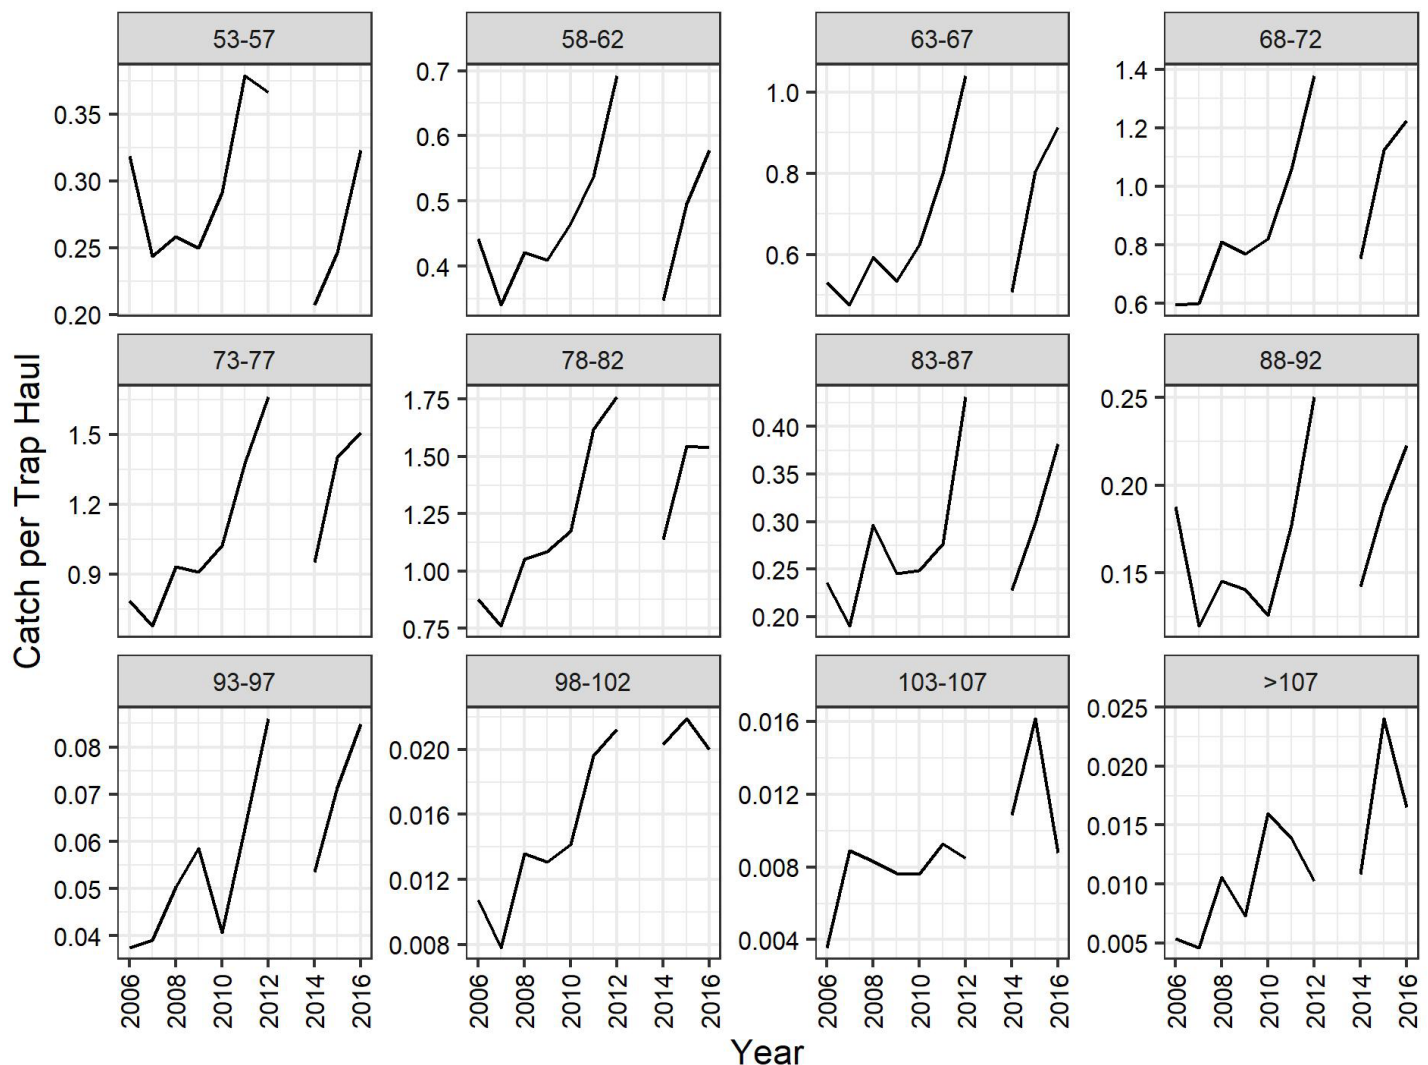 53-57 58-62 63-67 68-72
0.35 0.30 0.25 0.20
0.7 0.6 0.5 0.4
1.0 0.8 0.6
1.4 1.2 1.0 0.8 0.6
73-77 78-82 83-87 88-92
1.5 1.2 0.9
1.75 1.50 1.25 1.00 0.75
0.40 0.35 0.30 0.25 0.20
0.25 0.20 0.15
93-97 98-102 103-107 >107
0.08 0.07 0.06 0.05 0.04
0.020 0.016 0.012 0.008
0.016 0.012 0.008 0.004
0.025 0.020 0.015 0.010 0.005
2006 2008 2010 2012 2014 2016
2006 2008 2010 2012 2014 2016
2006 2008 2010 2012 2014 2016
2006 2008 2010 2012 2014 2016
Catch per Trap Haul
Year